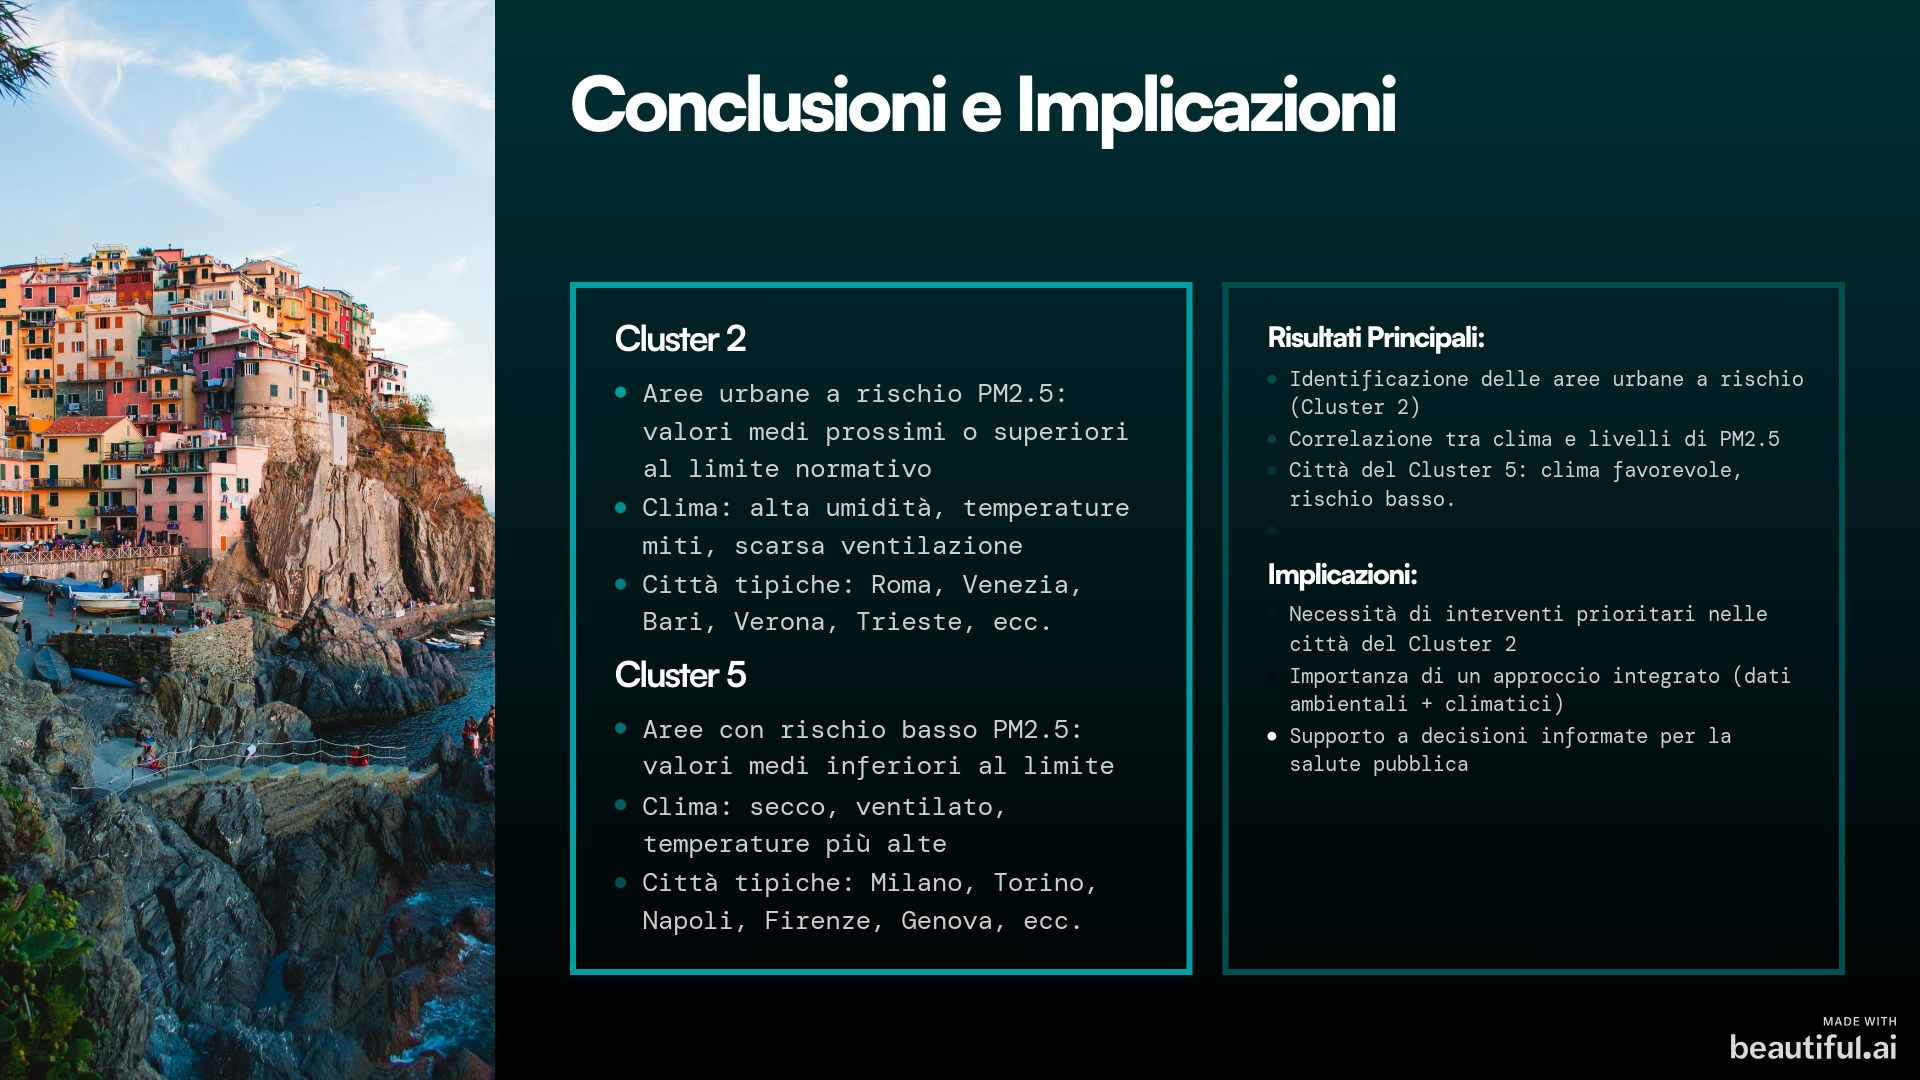 Conclusioni e Implicazioni
Cluster 2
Aree urbane a rischio PM2.5:
valori medi prossimi o superiori
al limite normativo
Clima: alta umidità, temperature
miti, scarsa ventilazione
Città tipiche: Roma, Venezia,
Bari, Verona, Trieste, ecc.
Cluster 5
Aree con rischio basso PM2.5:
valori medi inferiori al limite
Clima: secco, ventilato,
temperature più alte
Città tipiche: Milano, Torino,
Napoli, Firenze, Genova, ecc.
Risultati Principali:
Identificazione delle aree urbane a rischio
(Cluster 2)
Correlazione tra clima e livelli di PM2.5
Città del Cluster 5: clima favorevole,
rischio basso.
Implicazioni:
Necessità di interventi prioritari nelle
città del Cluster 2
Importanza di un approccio integrato (dati
ambientali + climatici)
Supporto a decisioni informate per la
salute pubblica
MADE WITH
beautiful.ai